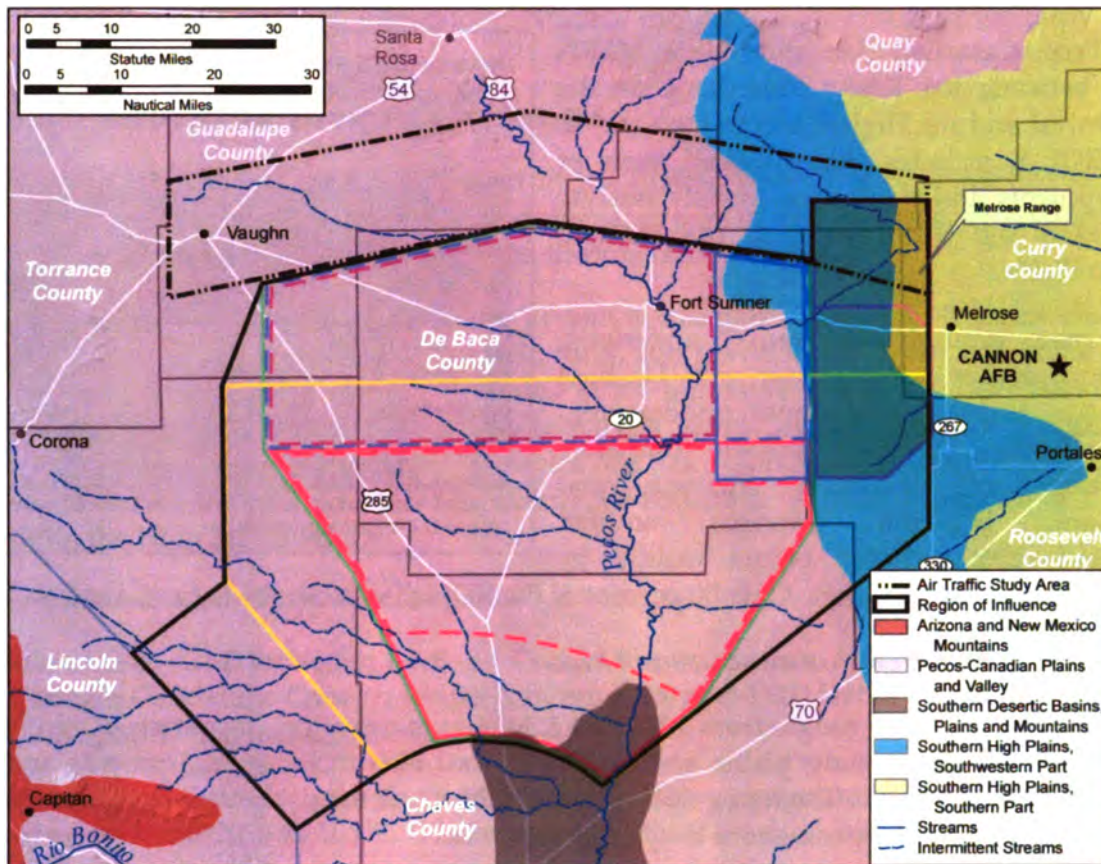 0 5 10 20 30
Statute Miles
0 5 10 20 30
Nautical Miles
Santa
Rosa
54
84
Quay
County
Guadalupe
County
Vaughn
Melrose Range
Torrance
County
Curry
County
Fort Sumner
Melrose
De Baca
County
CANNON
AFB
20
Corona
267
Portales
285
Pecos River
Roosevelt
County
330
Lincoln
County
70
Capitan
Chaves
County
Rio Bonito
Air Traffic Study Area
Region of Influence
Arizona and New Mexico
Mountains
Pecos-Canadian Plains
and Valley
Southern Desertic Basins,
Plains and Mountains
Southern High Plains,
Southwestern Part
Southern High Plains,
Southern Part
Streams
Intermittent Streams